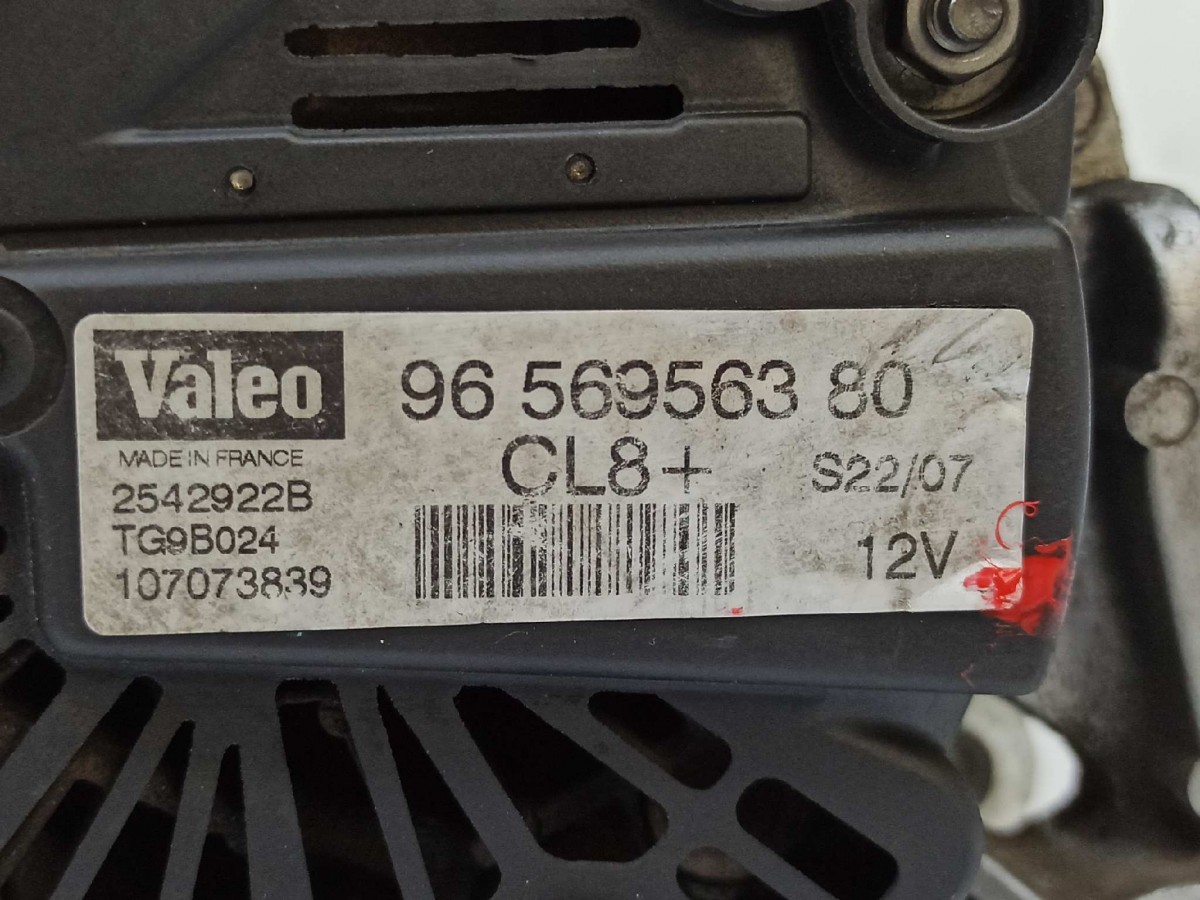 Valeo
96 569563 80
MADE IN FRANCE
CL8+
S22/07
2542922B
TG9B024
12V
107073839